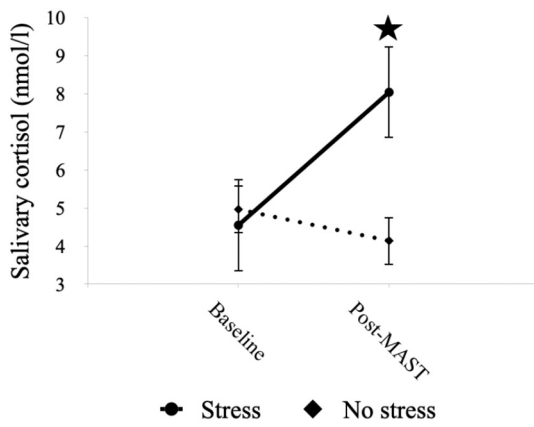 Salivary cortisol (nmol/l)
10
9
8
7
6
5
4
3
Baseline
Post-MAST
Stress
No stress